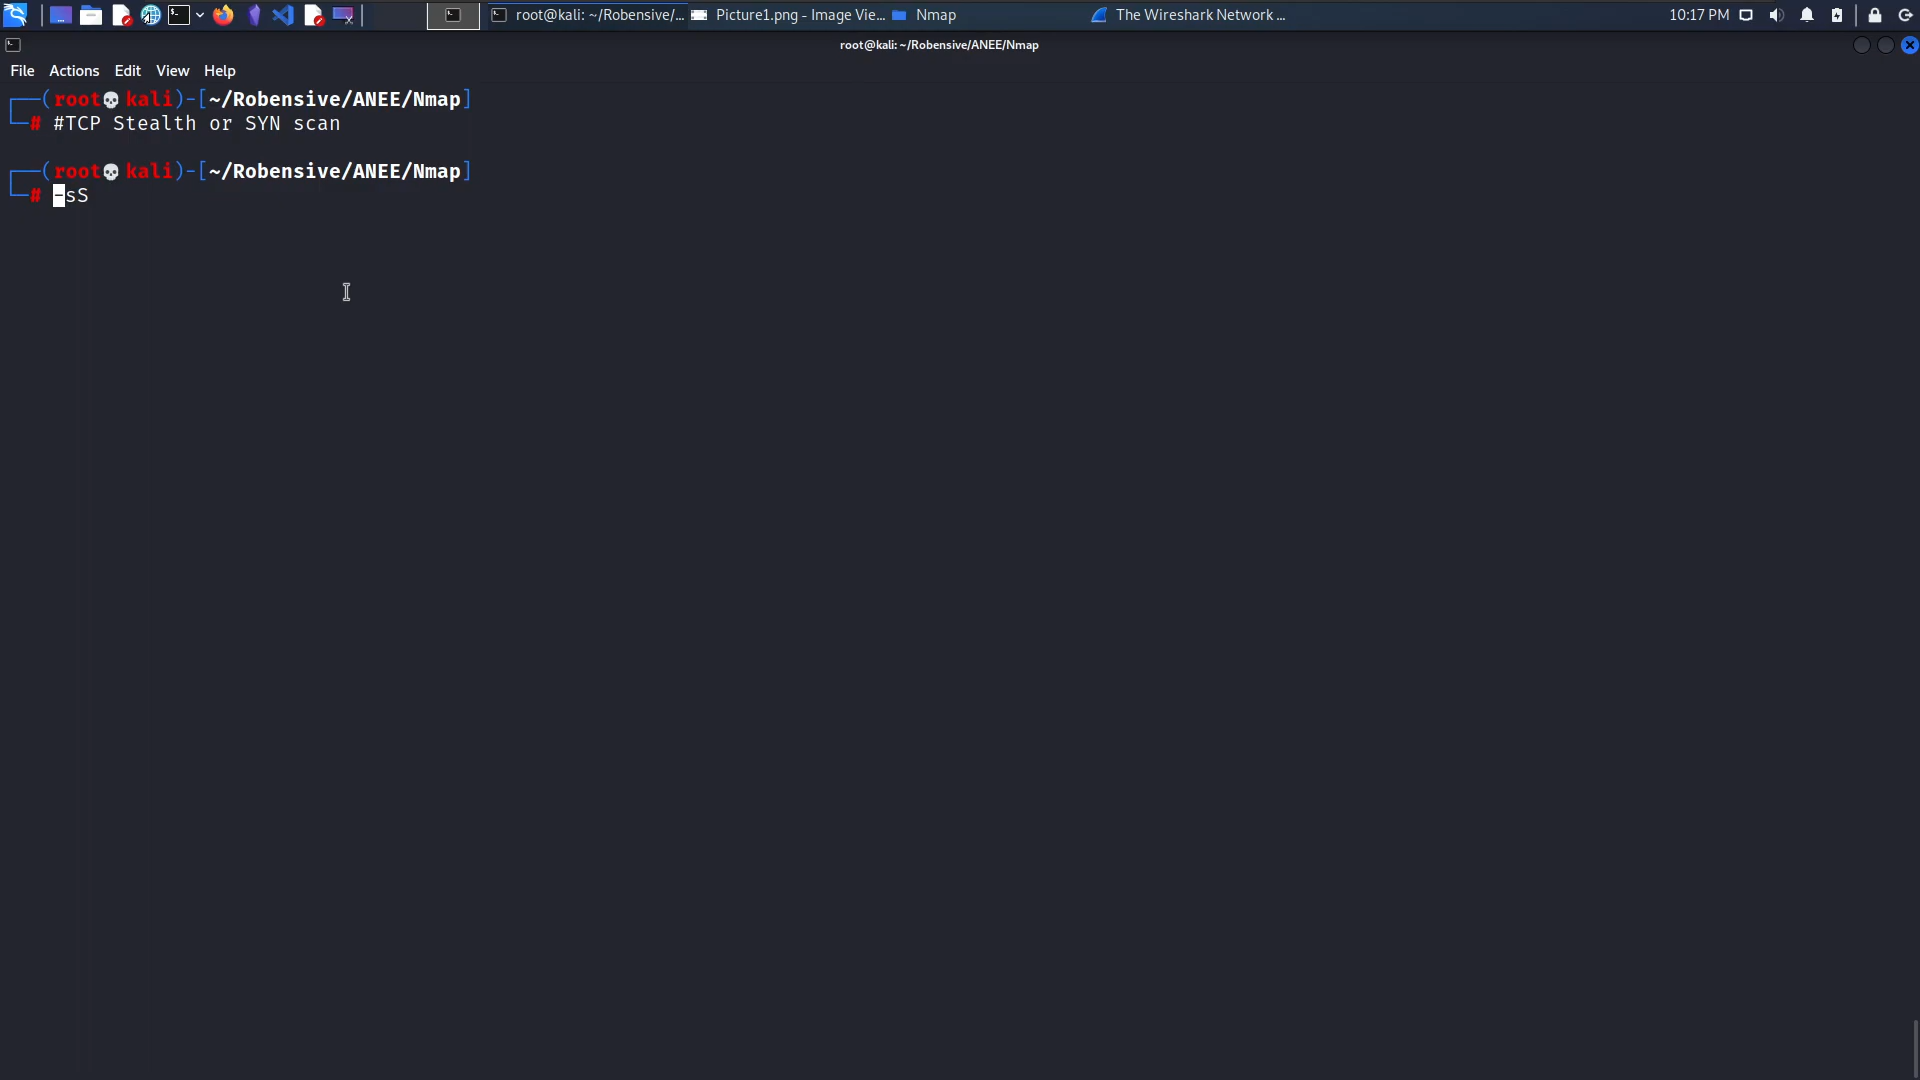 root@kali: ~/Robensive/... Picture1.png - Image Vie... Nmap The Wireshark Network ... 10:17 PM
root@kali: ~/Robensive/ANEE/Nmap
File Actions Edit View Help
┌──(root💀kali)-[~/Robensive/ANEE/Nmap]
└─# #TCP Stealth or SYN scan
┌──(root💀kali)-[~/Robensive/ANEE/Nmap]
└─# -sS